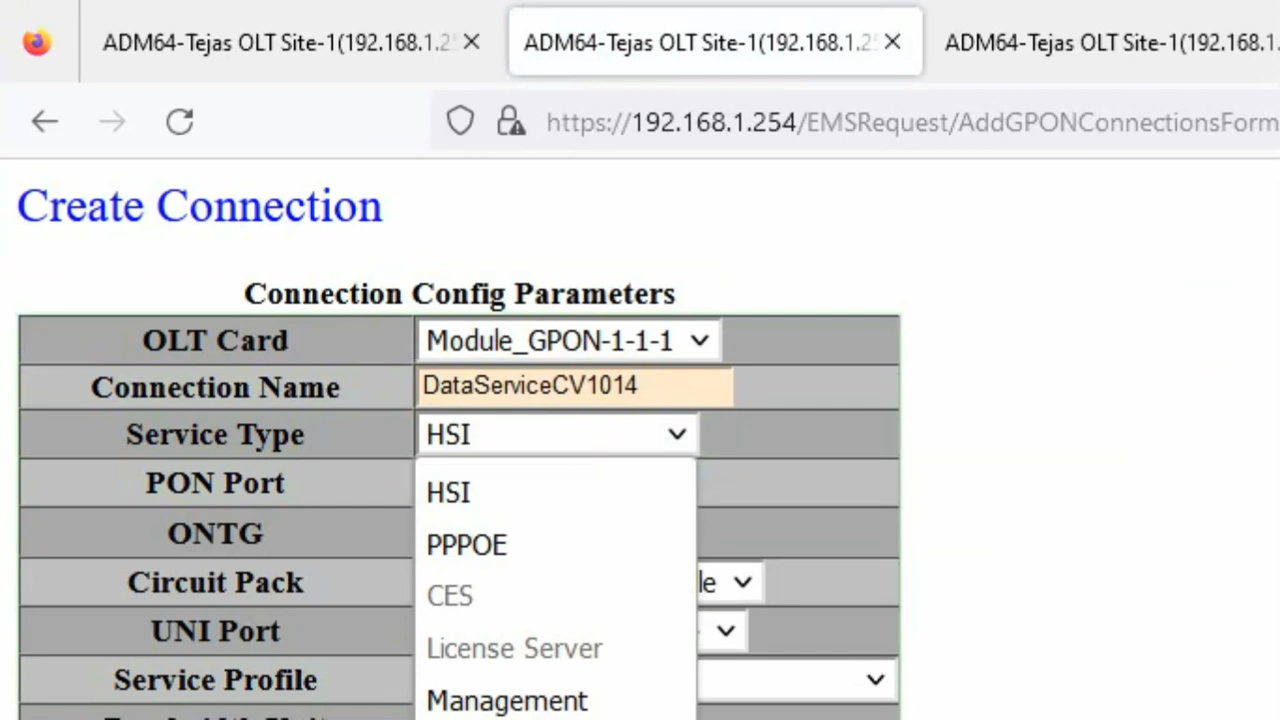 ADM64-Tejas OLT Site-1(192.168.1.25 ADM64-Tejas OLT Site-1(192.168.1.25 ADM64-Tejas OLT Site-1(192.168.1.
https://192.168.1.254/EMSRequest/AddGPONConnectionsForm
Create Connection
Connection Config Parameters
OLT Card Module_GPON-1-1-1
Connection Name DataServiceCV1014
Service Type HSI
PON Port HSI
ONTG PPPOE
Circuit Pack CES le
UNI Port License Server
Service Profile Management